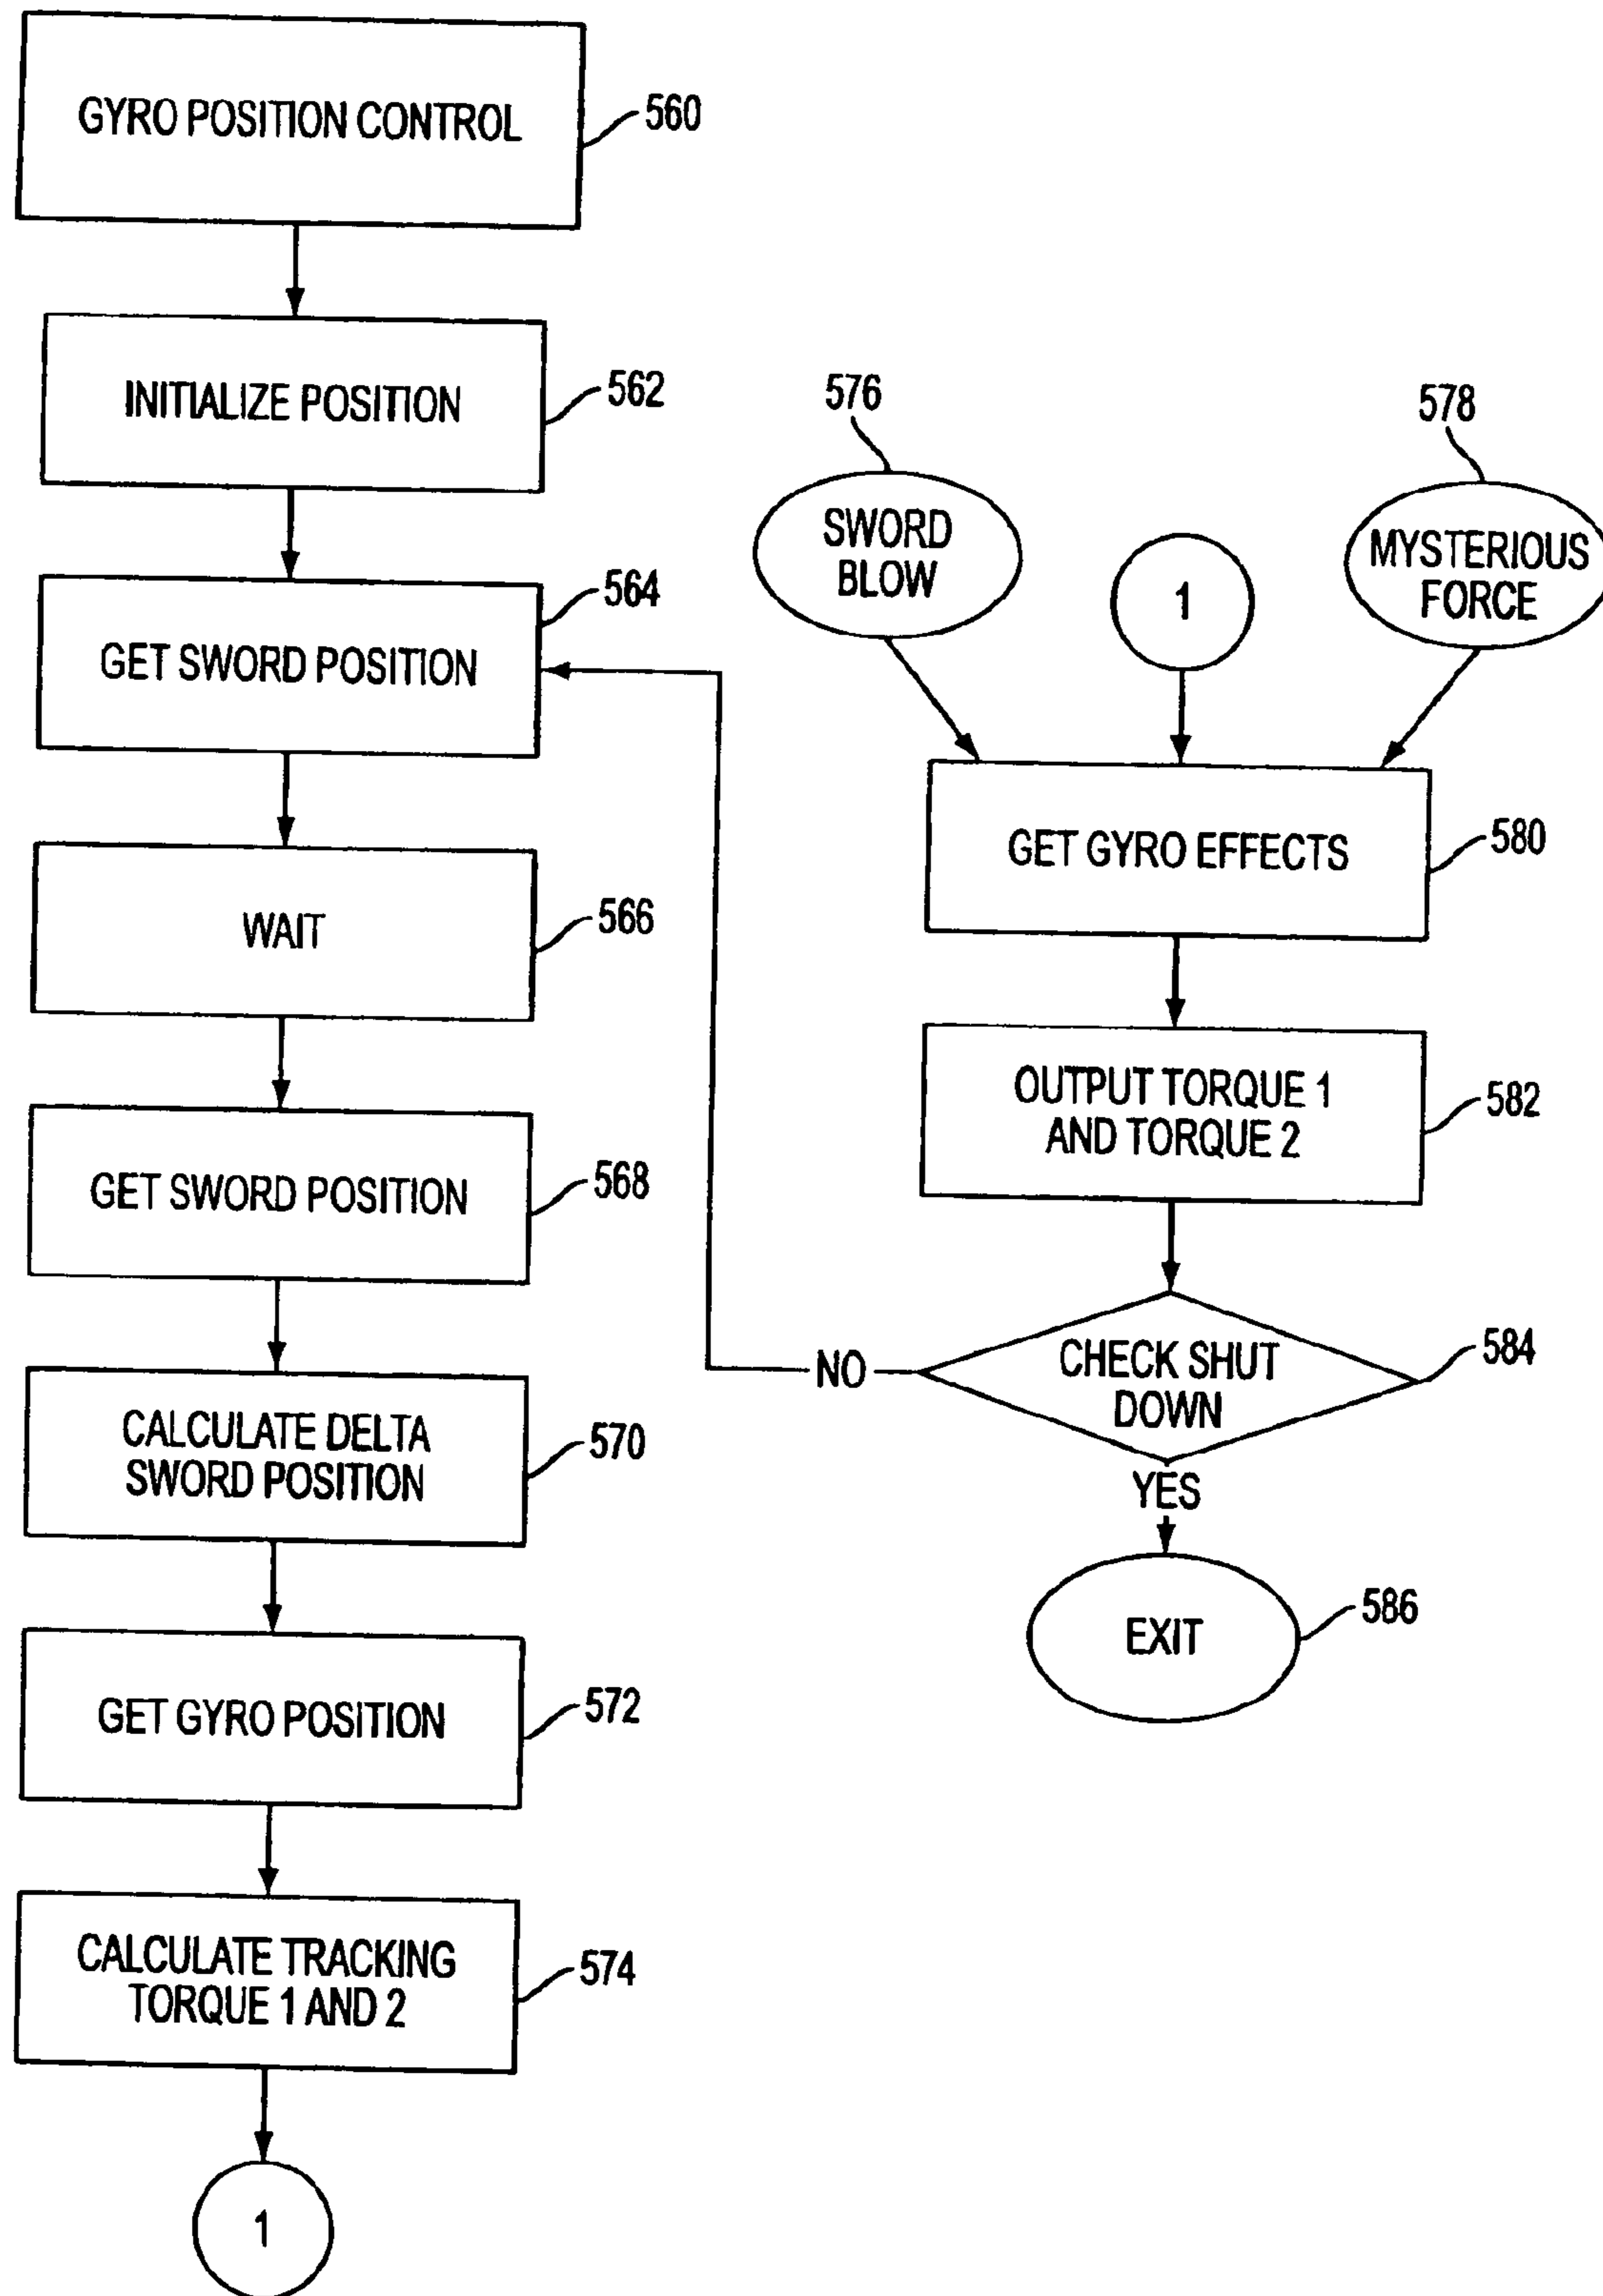 GYRO POSITION CONTROL
560
INITIALIZE POSITION
562
GET SWORD POSITION
564
WAIT
566
GET SWORD POSITION
568
CALCULATE DELTA
SWORD POSITION
570
GET GYRO POSITION
572
CALCULATE TRACKING
TORQUE 1 AND 2
574
1
576
SWORD
BLOW
1
578
MYSTERIOUS
FORCE
GET GYRO EFFECTS
580
OUTPUT TORQUE 1
AND TORQUE 2
582
CHECK SHUT
DOWN
584
NO
YES
EXIT
586